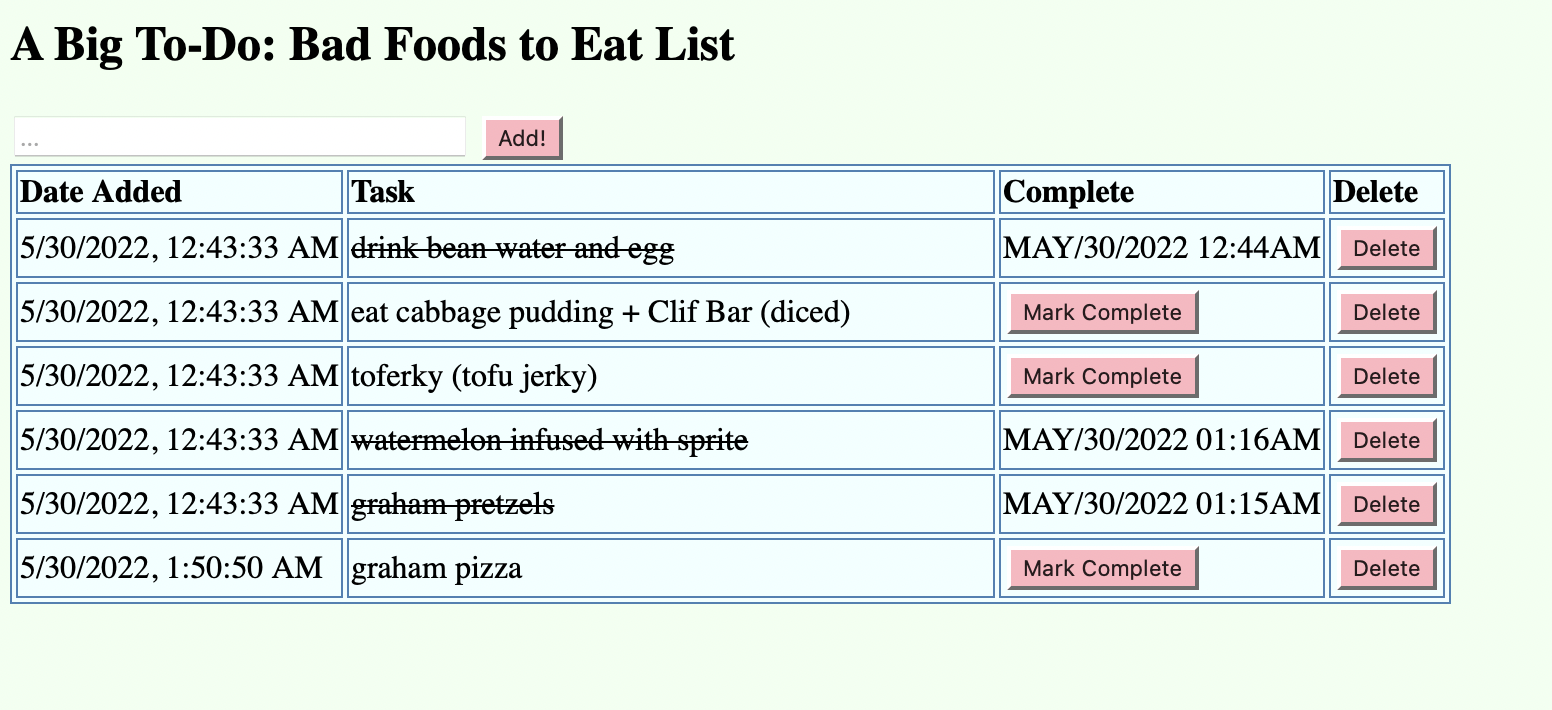 A Big To-Do: Bad Foods to Eat List
... Add!
Date Added Task Complete Delete
5/30/2022, 12:43:33 AM drink bean water and egg MAY/30/2022 12:44AM Delete
5/30/2022, 12:43:33 AM eat cabbage pudding + Clif Bar (diced) Mark Complete Delete
5/30/2022, 12:43:33 AM toferky (tofu jerky) Mark Complete Delete
5/30/2022, 12:43:33 AM watermelon infused with sprite MAY/30/2022 01:16AM Delete
5/30/2022, 12:43:33 AM graham pretzels MAY/30/2022 01:15AM Delete
5/30/2022, 1:50:50 AM graham pizza Mark Complete Delete